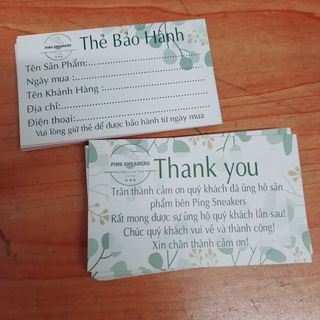 PING SNEAKERS
Thẻ Bảo Hành
Tên Sản Phẩm:
Ngày mua :
Tên Khánh Hàng :
Địa chỉ:
Điện thoại:
Vui lòng giữ thẻ để được bảo hành từ ngày mua
PING SNEAKERS
Thank you
Trân thành cảm ơn quý khách đã ủng hộ sản
phẩm bên Ping Sneakers
Rất mong được sự ủng hộ quý khách lần sau!
Chúc quý khách vui vẻ và thành công!
Xin chân thành cảm ơn!